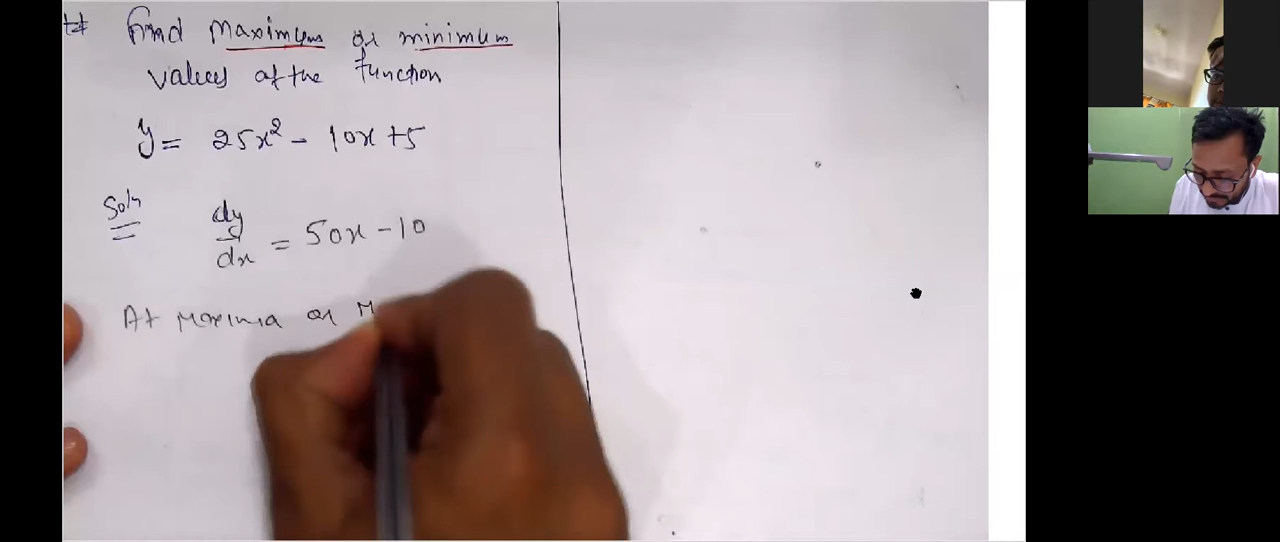 Find Maximum or minimum
values of the function
y = 25x² - 10x + 5
Soln
dy/dx = 50x - 10
At Maxima or M